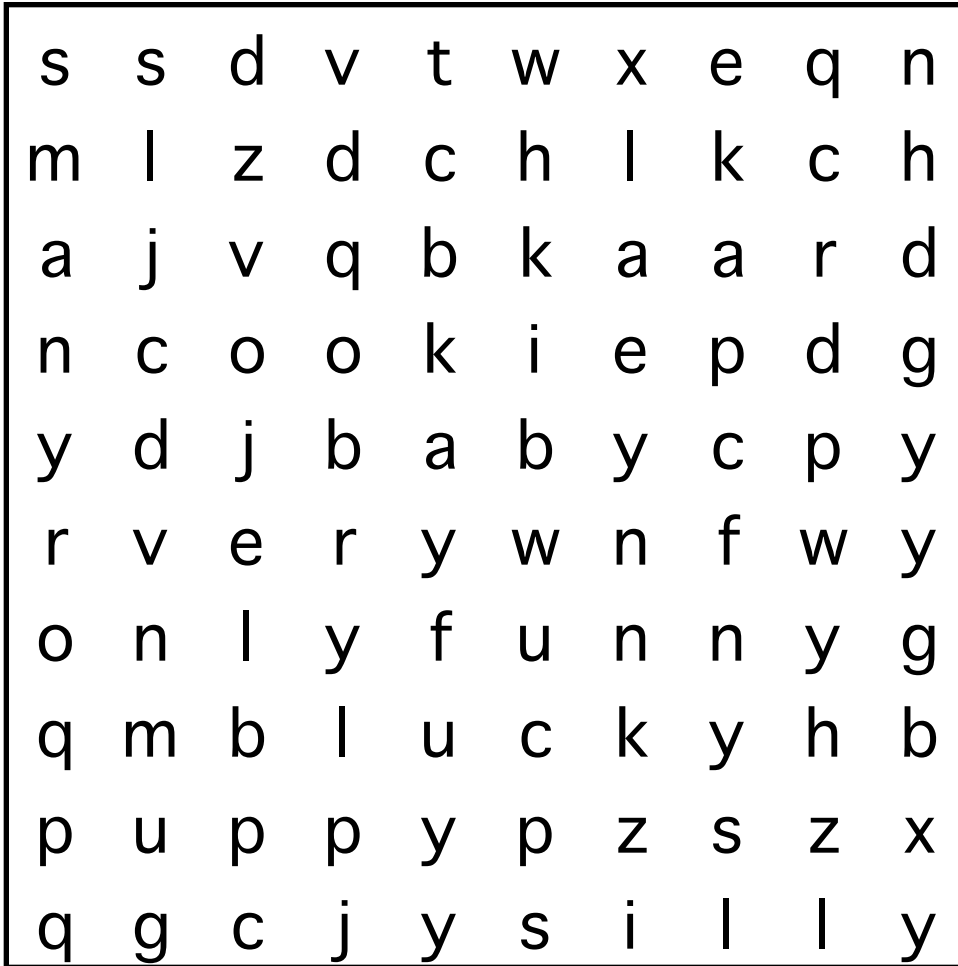 s s d v t w x e q n
m l z d c h l k c h
a j v q b k a a r d
n c o o k i e p d g
y d j b a b y c p y
r v e r y w n f w y
o n l y f u n n y g
q m b l u c k y h b
p u p p y p z s z x
q g c j y s i l l y